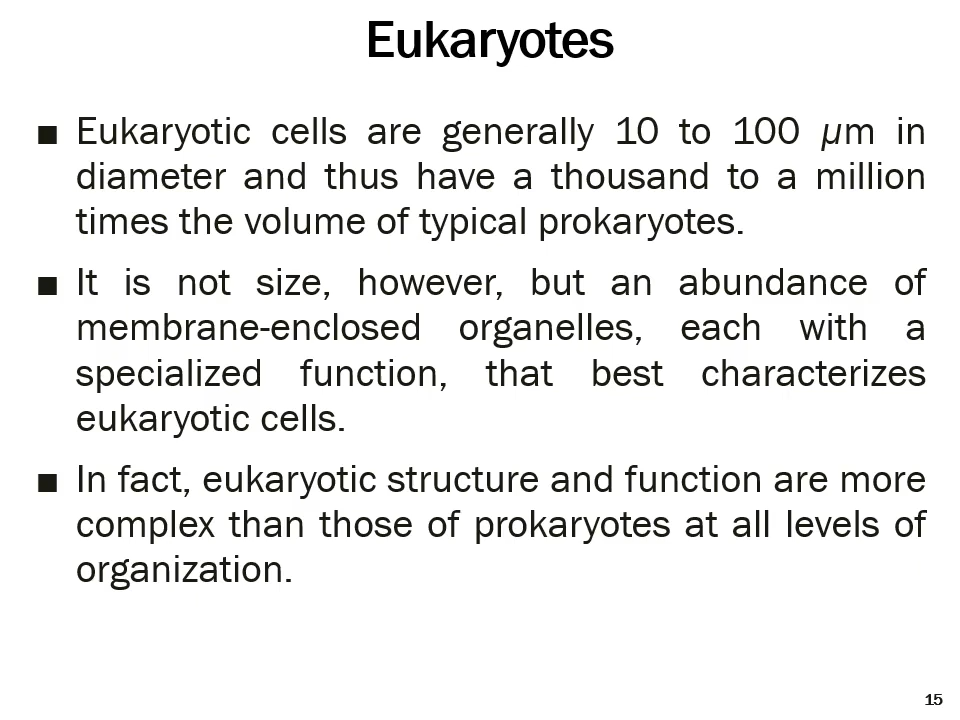 Eukaryotes
■ Eukaryotic cells are generally 10 to 100 µm in
diameter and thus have a thousand to a million
times the volume of typical prokaryotes.
■ It is not size, however, but an abundance of
membrane-enclosed organelles, each with a
specialized function, that best characterizes
eukaryotic cells.
■ In fact, eukaryotic structure and function are more
complex than those of prokaryotes at all levels of
organization.
15